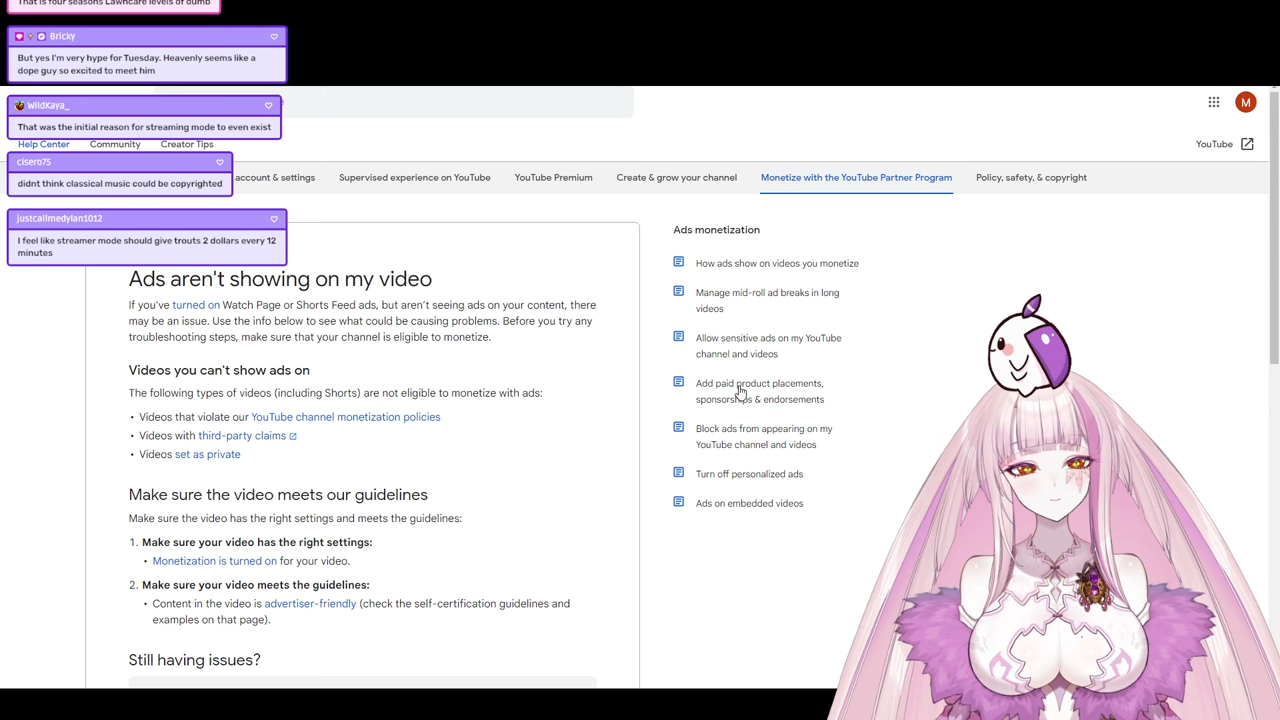 That is four seasons Lawncare levels of dumb
Bricky
But yes I'm very hype for Tuesday. Heavenly seems like a
dope guy so excited to meet him
WildKaya_
That was the initial reason for streaming mode to even exist
cisero75
didnt think classical music could be copyrighted
justcallmedylan1012
I feel like streamer mode should give trouts 2 dollars every 12
minutes
M
Help Center
Community
Creator Tips
YouTube
account & settings
Supervised experience on YouTube
YouTube Premium
Create & grow your channel
Monetize with the YouTube Partner Program
Policy, safety, & copyright
Ads aren't showing on my video
If you've turned on Watch Page or Shorts Feed ads, but aren't seeing ads on your content, there
may be an issue. Use the info below to see what could be causing problems. Before you try any
troubleshooting steps, make sure that your channel is eligible to monetize.
Videos you can't show ads on
The following types of videos (including Shorts) are not eligible to monetize with ads:
• Videos that violate our YouTube channel monetization policies
• Videos with third-party claims
• Videos set as private
Make sure the video meets our guidelines
Make sure the video has the right settings and meets the guidelines:
1. Make sure your video has the right settings:
• Monetization is turned on for your video.
2. Make sure your video meets the guidelines:
• Content in the video is advertiser-friendly (check the self-certification guidelines and
examples on that page).
Still having issues?
Ads monetization
How ads show on videos you monetize
Manage mid-roll ad breaks in long
videos
Allow sensitive ads on my YouTube
channel and videos
Add paid product placements,
sponsorships & endorsements
Block ads from appearing on my
YouTube channel and videos
Turn off personalized ads
Ads on embedded videos